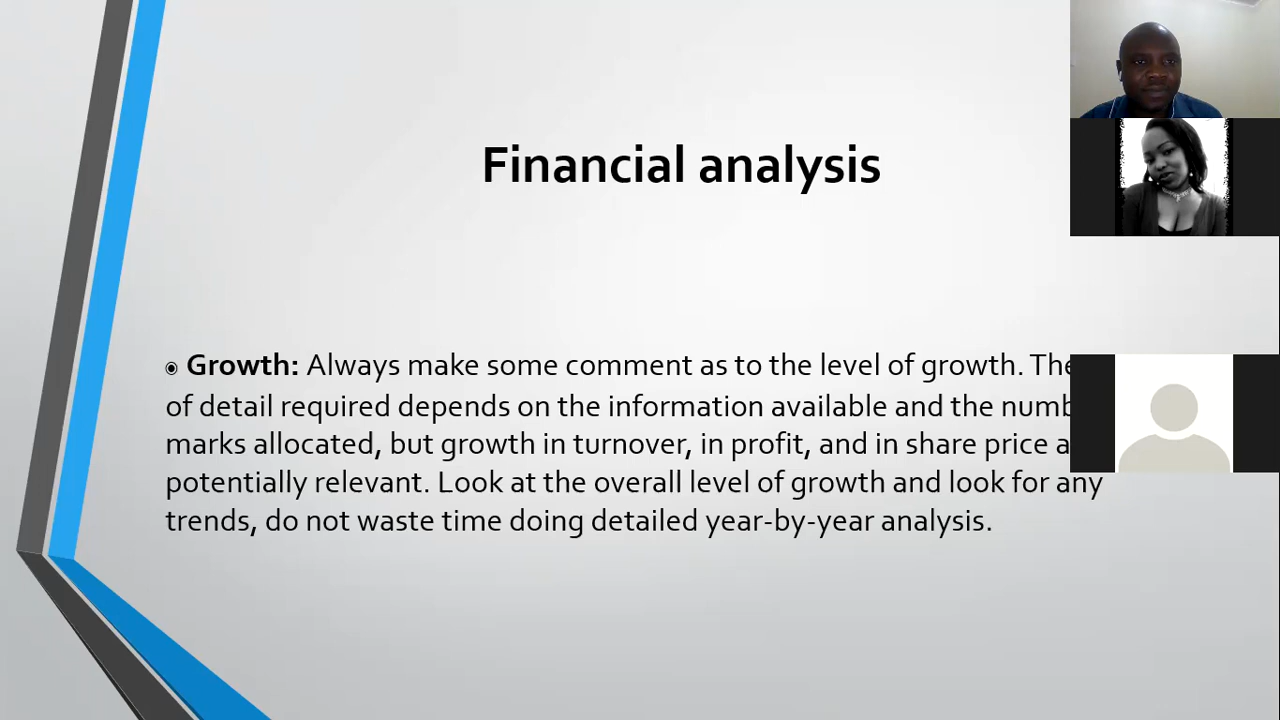 Financial analysis
Growth: Always make some comment as to the level of growth. The
of detail required depends on the information available and the
marks allocated, but growth in turnover, in profit, and in share price
potentially relevant. Look at the overall level of growth and look for any
trends, do not waste time doing detailed year-by-year analysis.